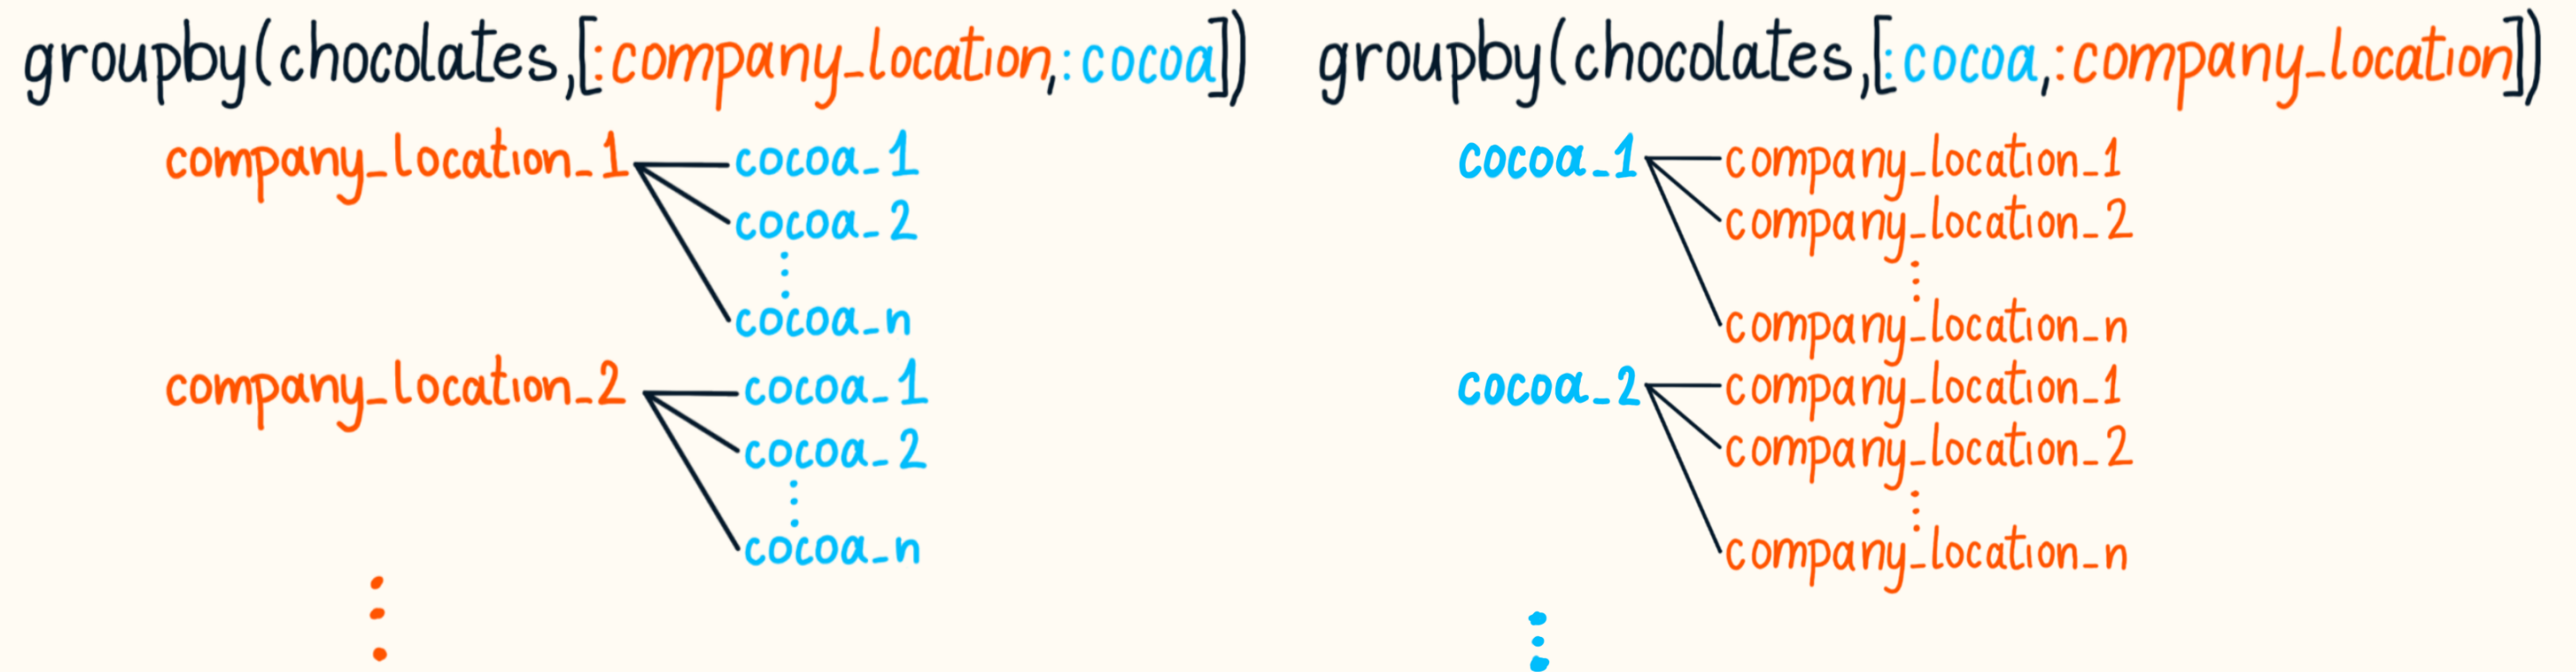 groupby(chocolates,[:company_location,:cocoa])
company_location_1
cocoa_1
cocoa_2
cocoa_n
company_location_2
cocoa_1
cocoa_2
cocoa_n
groupby(chocolates,[:cocoa,:company_location])
cocoa_1
company_location_1
company_location_2
company_location_n
cocoa_2
company_location_1
company_location_2
company_location_n